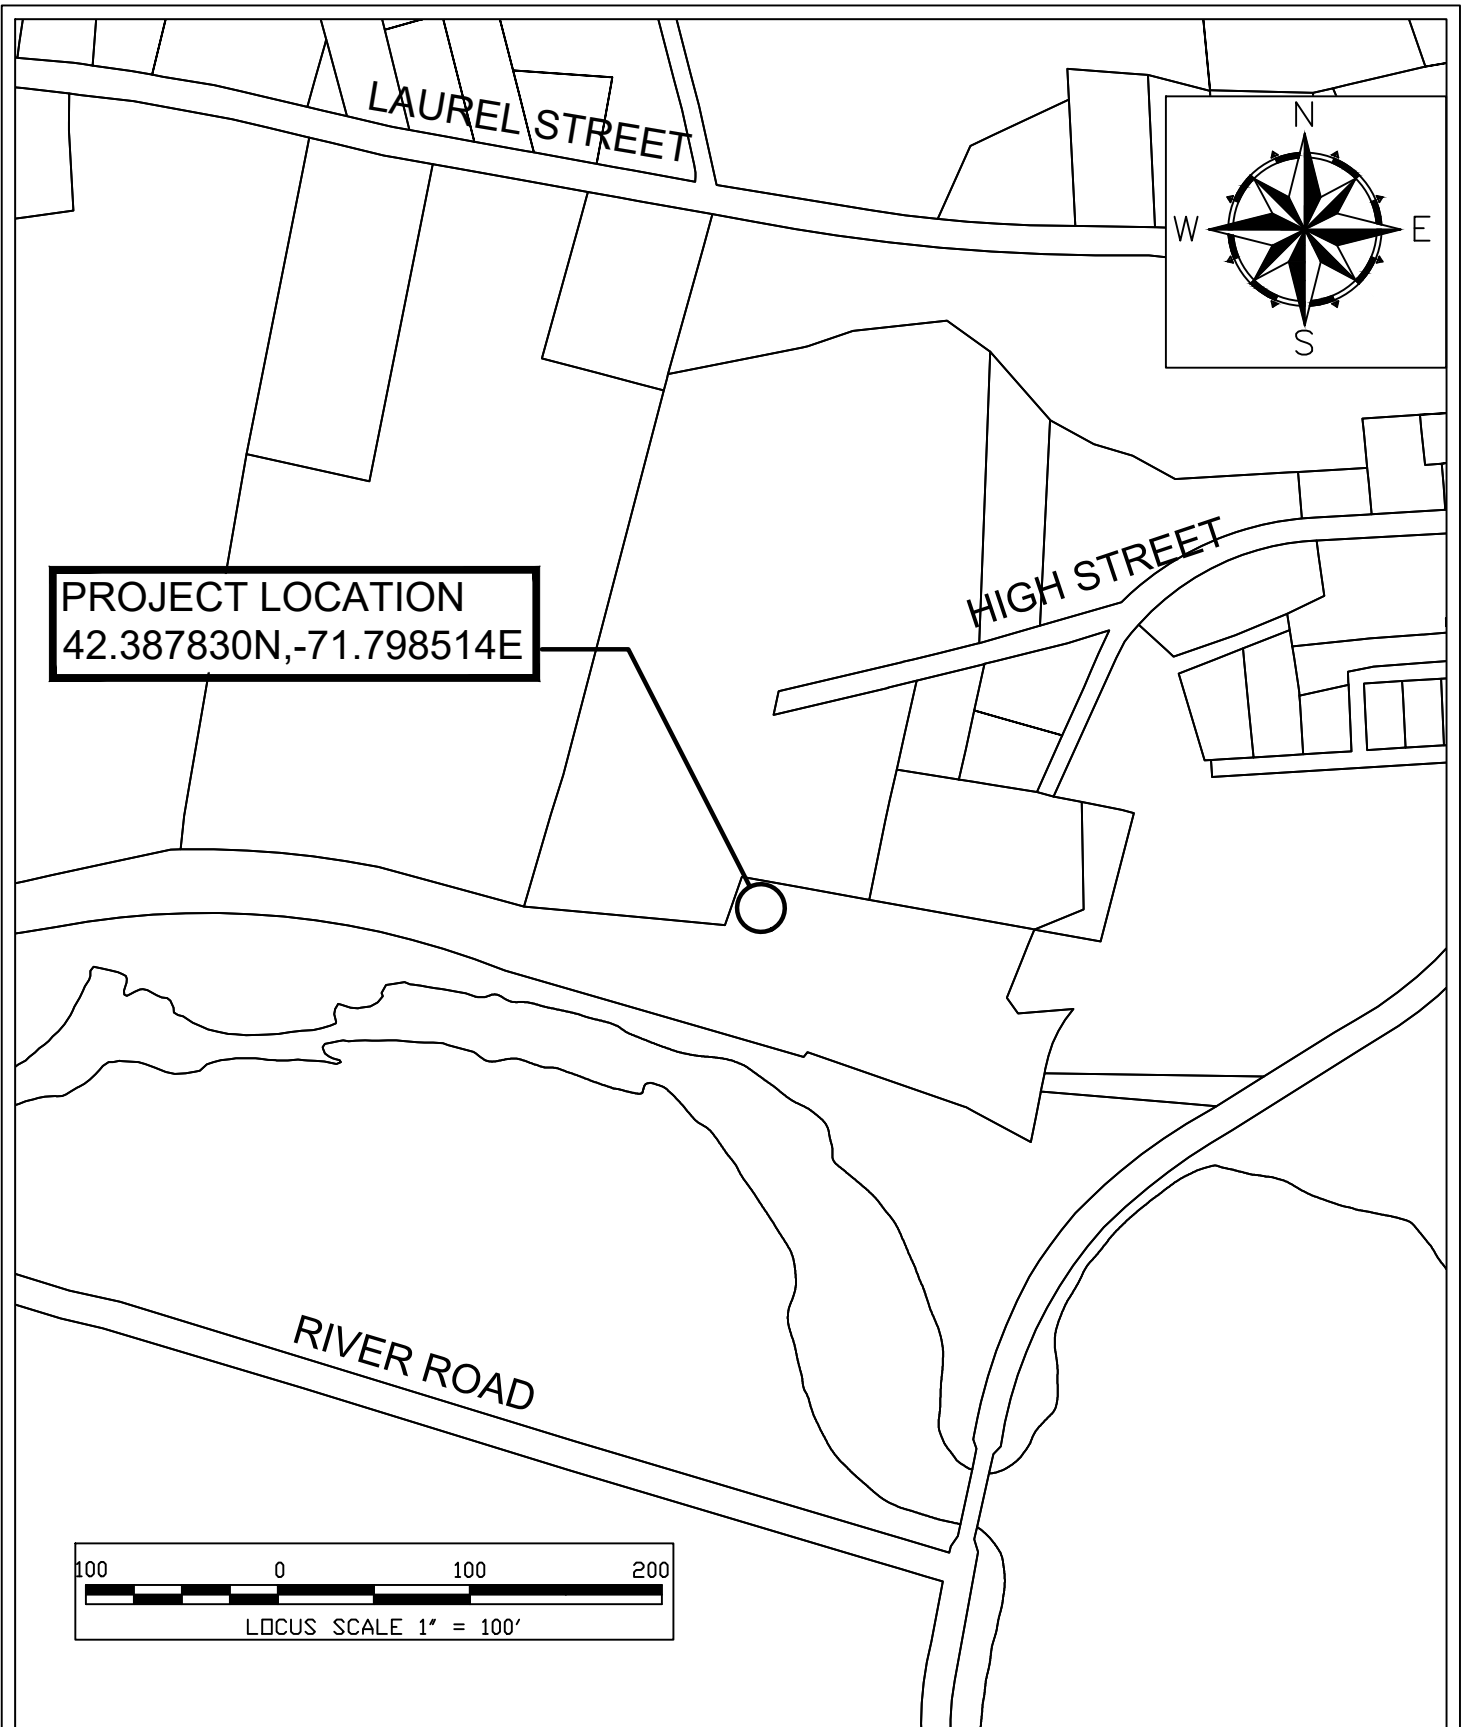 LAUREL STREET
N
W
E
S
HIGH STREET
PROJECT LOCATION
42.387830N,-71.798514E
RIVER ROAD
100 0 100 200
LOCUS SCALE 1" = 100'